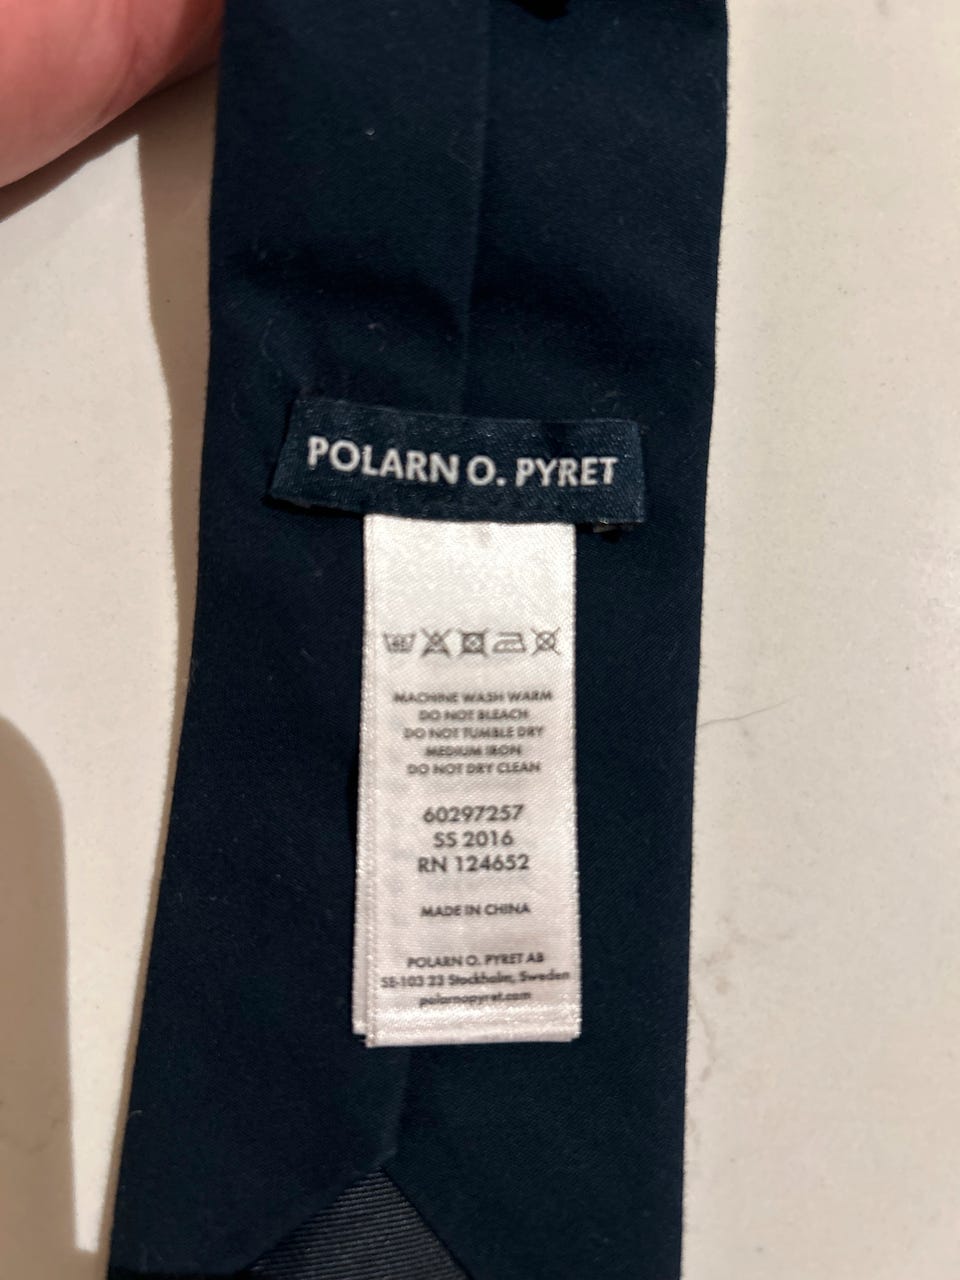 POLARN O. PYRET
MACHINE WASH WARM
DO NOT BLEACH
DO NOT TUMBLE DRY
MEDIUM IRON
DO NOT DRY CLEAN
60297257
SS 2016
RN 124652
MADE IN CHINA
POLARN O. PYRET AB
SE-103 23 Stockholm, Sweden
polarnopyret.com